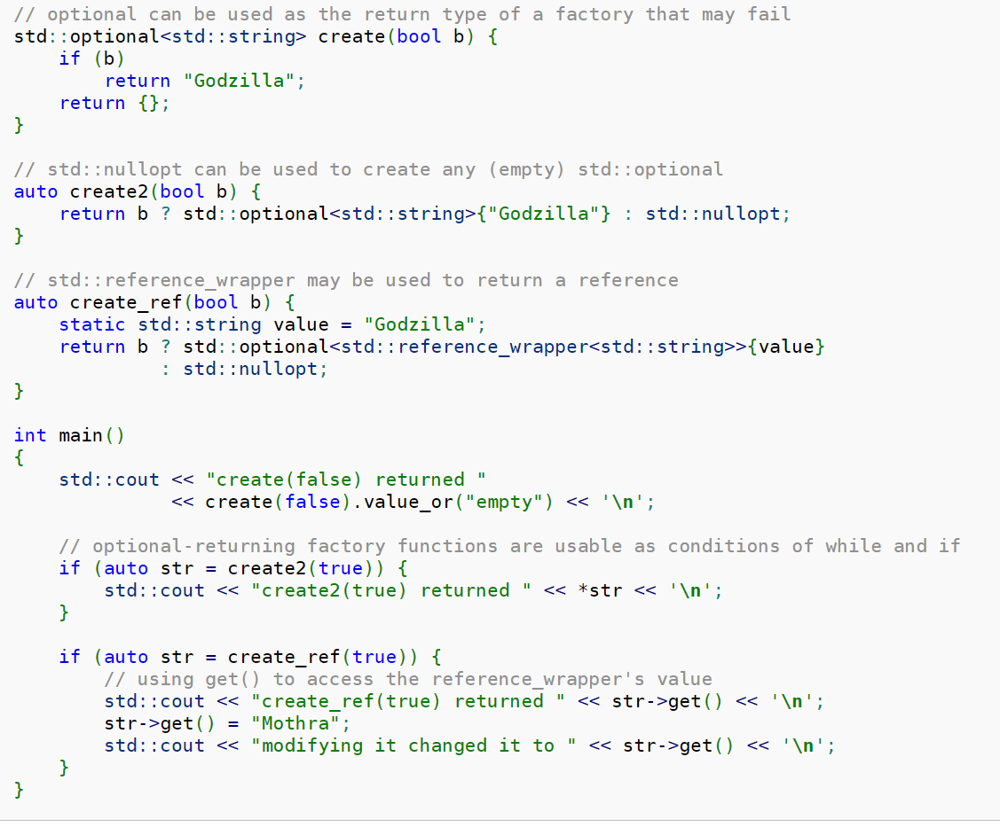 // optional can be used as the return type of a factory that may fail
std::optional<std::string> create(bool b) {
    if (b)
        return "Godzilla";
    return {};
}

// std::nullopt can be used to create any (empty) std::optional
auto create2(bool b) {
    return b ? std::optional<std::string>{"Godzilla"} : std::nullopt;
}

// std::reference_wrapper may be used to return a reference
auto create_ref(bool b) {
    static std::string value = "Godzilla";
    return b ? std::optional<std::reference_wrapper<std::string>>{value}
             : std::nullopt;
}

int main()
{
    std::cout << "create(false) returned "
              << create(false).value_or("empty") << '\n';

    // optional-returning factory functions are usable as conditions of while and if
    if (auto str = create2(true)) {
        std::cout << "create2(true) returned " << *str << '\n';
    }

    if (auto str = create_ref(true)) {
        // using get() to access the reference_wrapper's value
        std::cout << "create_ref(true) returned " << str->get() << '\n';
        str->get() = "Mothra";
        std::cout << "modifying it changed it to " << str->get() << '\n';
    }
}